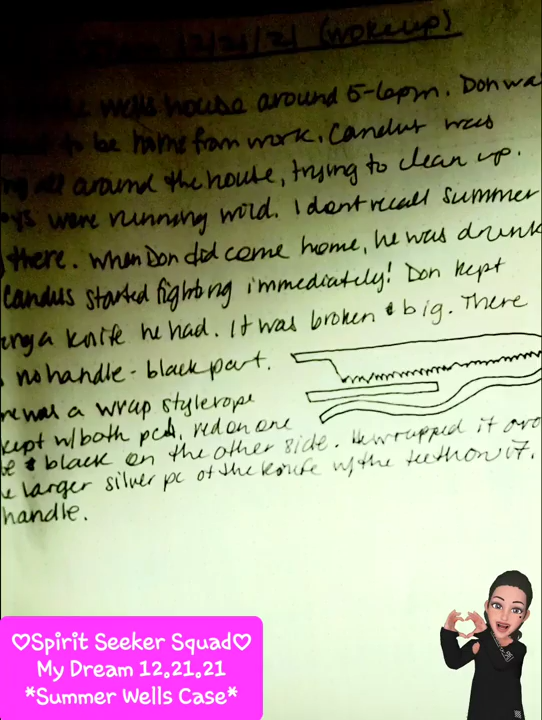 12/21/21 (woke up)
wells house around 5-6pm. Don wa
to be home from work. Candus was
all around the house, trying to clean up.
were running wild. I dont recall Summer
there. When Don did come home, he was drunk
Candus started fighting immediately! Don kept
a knife he had. It was broken & big. There
no handle - black part.
was a wrap style rope
kept w/both pcs, red on one
& black on the other side. He wrapped it aro
larger silver pc of the knife w/the teeth on it.
handle.
♡Spirit Seeker Squad♡
My Dream 12.21.21
*Summer Wells Case*